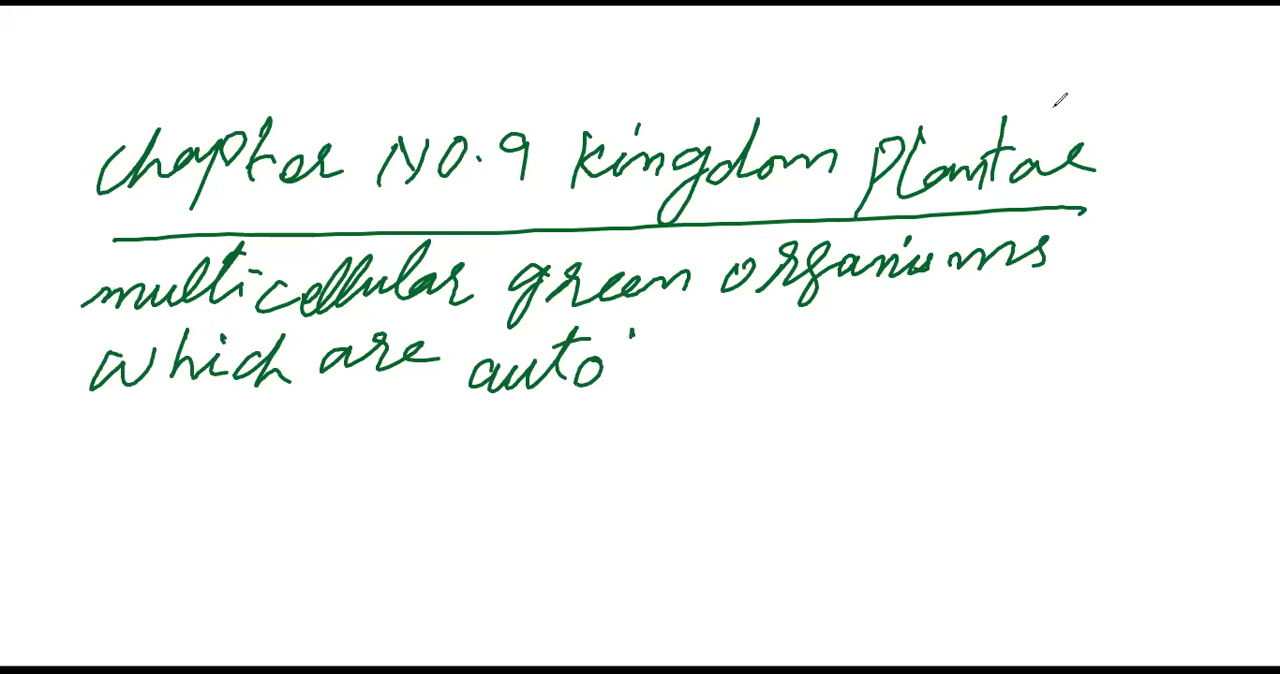 Chapter NO. 9 Kingdom Plantae
multicellular green organisms
which are auto